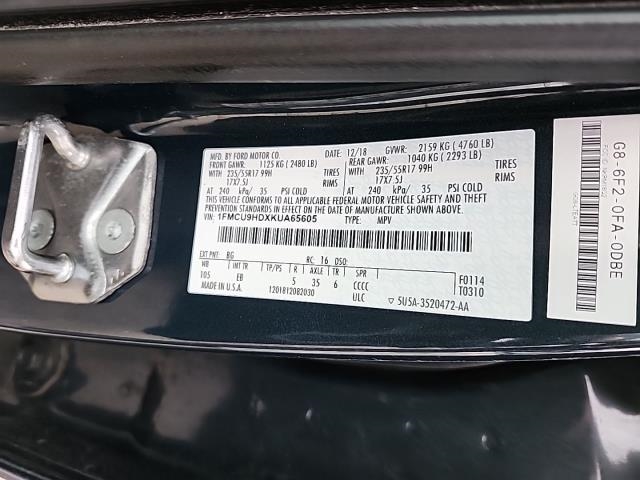 MFD. BY FORD MOTOR CO. 12/18 GVWR: 2159 KG ( 4760 LB)
FRONT GAWR: 1125 KG ( 2480 LB) REAR GAWR: 1040 KG ( 2293 LB)
235/55R17 99H TIRES 235/55R17 99H TIRES
17X7.5J RIMS 17X7.5J RIMS
AT 240 kPa/ 35 PSI COLD AT 240 kPa/ 35 PSI COLD
THIS VEHICLE CONFORMS TO ALL APPLICABLE FEDERAL MOTOR VEHICLE SAFETY AND THEFT PREVENTION STANDARDS IN EFFECT ON THE
DATE OF MANUFACTURE SHOWN ABOVE.
VIN: 1FMCU9HDXKUA65605 TYPE: MPV
EXT PNT: BG RC: 16 DSO:
WB INT TR TP/PS R AXLE TR SPR F0114
105 EB 5 35 6 CCCC T0310
MADE IN U.S.A. 1201812082030 ULC 5U5A-3520472-AA
G8-6F2-0FA-0DBE